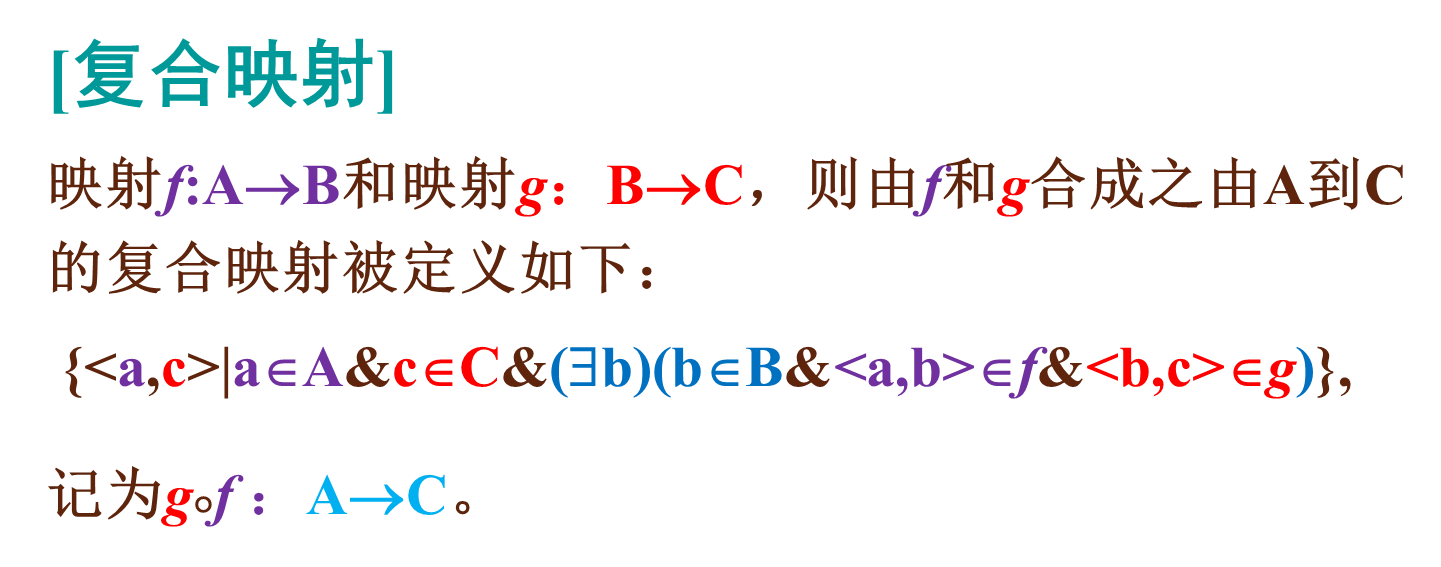 [复合映射]
映射f:A→B和映射g：B→C，则由f和g合成之由A到C
的复合映射被定义如下：
{<a,c>|a∈A&c∈C&(∃b)(b∈B&<a,b>∈f&<b,c>∈g)},
记为g∘f：A→C。